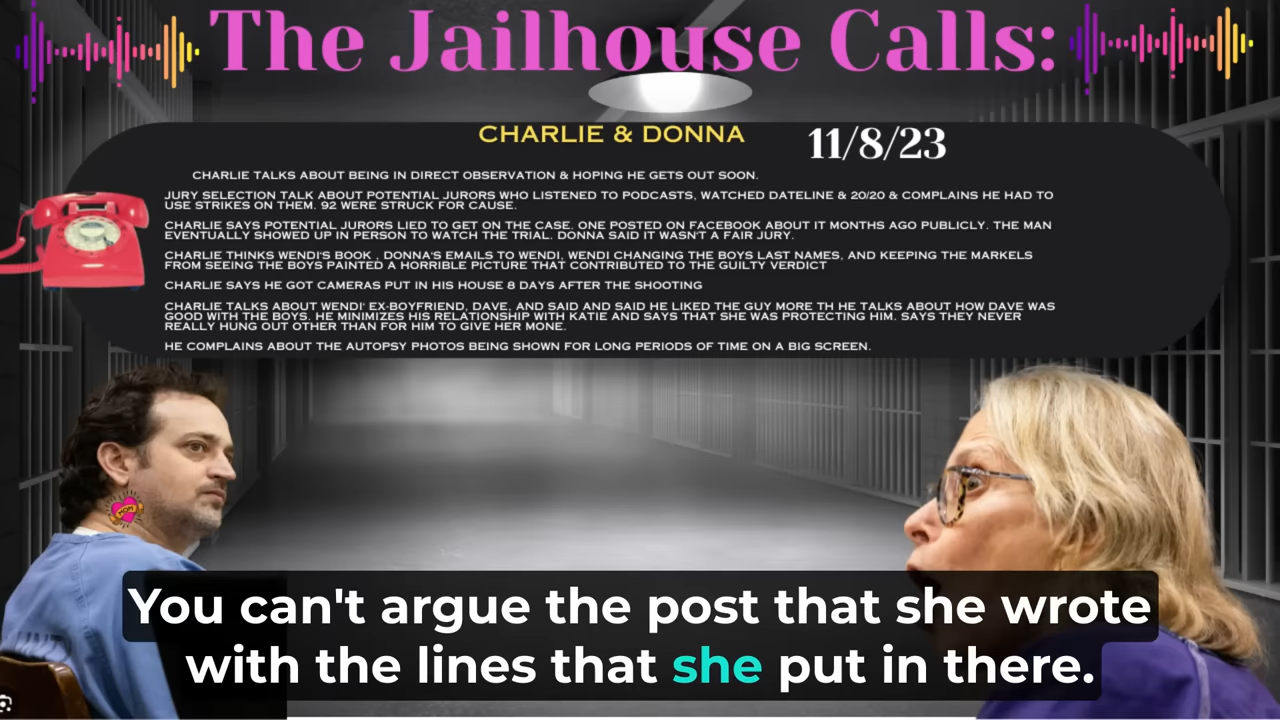 The Jailhouse Calls:
CHARLIE & DONNA
11/8/23
CHARLIE TALKS ABOUT BEING IN DIRECT OBSERVATION & HOPING HE GETS OUT SOON.
JURY SELECTION TALK ABOUT POTENTIAL JURORS WHO LISTENED TO PODCASTS, WATCHED DATELINE & 20/20 & COMPLAINS HE HAD TO
USE STRIKES ON THEM. 92 WERE STRUCK FOR CAUSE.
CHARLIE SAYS POTENTIAL JURORS LIED TO GET ON THE CASE. ONE POSTED ON FACEBOOK ABOUT IT MONTHS AGO PUBLICLY. THE MAN
EVENTUALLY SHOWED UP IN PERSON TO WATCH THE TRIAL. DONNA SAID IT WASN'T A FAIR JURY.
CHARLIE THINKS WENDI'S BOOK , DONNA'S EMAILS TO WENDI, WENDI CHANGING THE BOYS LAST NAMES, AND KEEPING THE MARKELS
FROM SEEING THE BOYS PAINTED A HORRIBLE PICTURE THAT CONTRIBUTED TO THE GUILTY VERDICT
CHARLIE SAYS HE GOT CAMERAS PUT IN HIS HOUSE 8 DAYS AFTER THE SHOOTING
CHARLIE TALKS ABOUT WENDI' EX-BOYFRIEND, DAVE, AND SAID AND SAID HE LIKED THE GUY MORE TH HE TALKS ABOUT HOW DAVE WAS
GOOD WITH THE BOYS. HE MINIMIZES HIS RELATIONSHIP WITH KATIE AND SAYS THAT SHE WAS PROTECTING HIM. SAYS THEY NEVER
REALLY HUNG OUT OTHER THAN FOR HIM TO GIVE HER MONE.
HE COMPLAINS ABOUT THE AUTOPSY PHOTOS BEING SHOWN FOR LONG PERIODS OF TIME ON A BIG SCREEN.
MOM
You can't argue the post that she wrote
with the lines that she put in there.